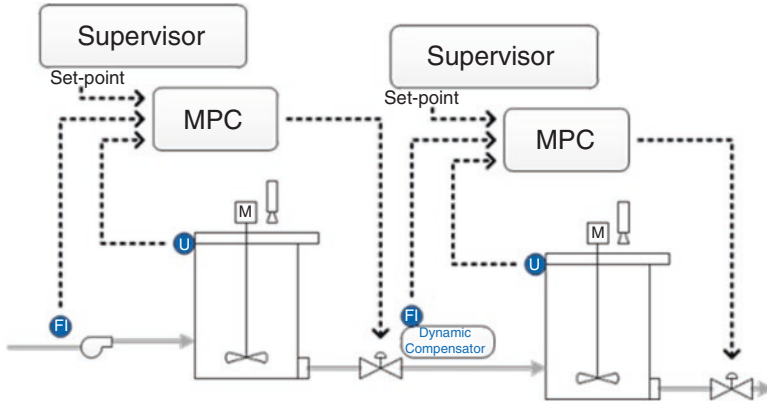 Supervisor
Set-point
MPC
M
U
FI
Supervisor
Set-point
MPC
M
U
FI
Dynamic
Compensator